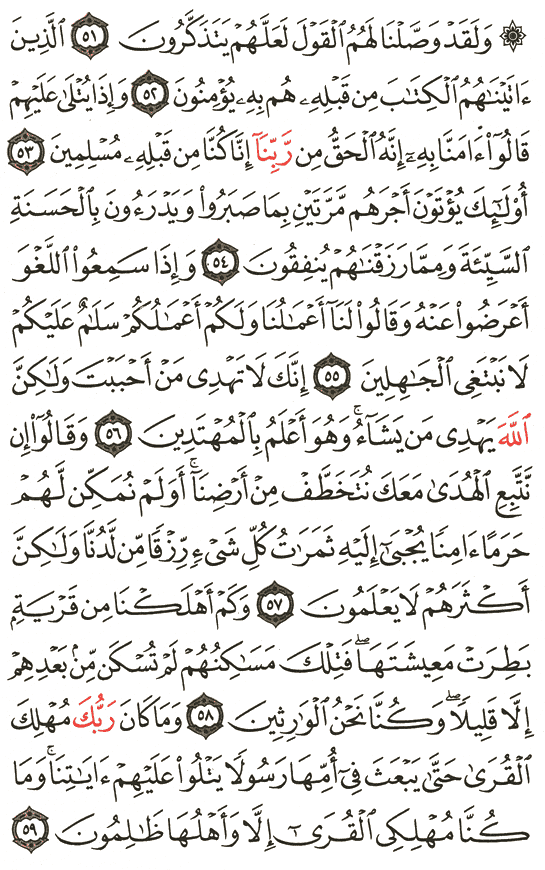 ۞ وَلَقَدْ وَصَّلْنَا لَهُمُ ٱلْقَوْلَ لَعَلَّهُمْ يَتَذَكَّرُونَ ٥١ ٱلَّذِينَ
ءَاتَيْنَٰهُمُ ٱلْكِتَٰبَ مِن قَبْلِهِۦ هُم بِهِۦ يُؤْمِنُونَ ٥٢ وَإِذَا يُتْلَىٰ عَلَيْهِمْ
قَالُوٓا۟ ءَامَنَّا بِهِۦٓ إِنَّهُ ٱلْحَقُّ مِن رَّبِّنَآ إِنَّا كُنَّا مِن قَبْلِهِۦ مُسْلِمِينَ ٥٣
أُو۟لَٰٓئِكَ يُؤْتَوْنَ أَجْرَهُم مَّرَّتَيْنِ بِمَا صَبَرُوا۟ وَيَدْرَءُونَ بِٱلْحَسَنَةِ
ٱلسَّيِّئَةَ وَمِمَّا رَزَقْنَٰهُمْ يُنفِقُونَ ٥٤ وَإِذَا سَمِعُوا۟ ٱللَّغْوَ
أَعْرَضُوا۟ عَنْهُ وَقَالُوا۟ لَنَآ أَعْمَٰلُنَا وَلَكُمْ أَعْمَٰلُكُمْ سَلَٰمٌ عَلَيْكُمْ
لَا نَبْتَغِى ٱلْجَٰهِلِينَ ٥٥ إِنَّكَ لَا تَهْدِى مَنْ أَحْبَبْتَ وَلَٰكِنَّ
ٱللَّهَ يَهْدِى مَن يَشَآءُ ۚ وَهُوَ أَعْلَمُ بِٱلْمُهْتَدِينَ ٥٦ وَقَالُوٓا۟ إِن
نَّتَّبِعِ ٱلْهُدَىٰ مَعَكَ نُتَخَطَّفْ مِنْ أَرْضِنَآ ۚ أَوَلَمْ نُمَكِّن لَّهُمْ
حَرَمًا ءَامِنًا يُجْبَىٰٓ إِلَيْهِ ثَمَرَٰتُ كُلِّ شَىْءٍ رِّزْقًا مِّن لَّدُنَّا وَلَٰكِنَّ
أَكْثَرَهُمْ لَا يَعْلَمُونَ ٥٧ وَكَمْ أَهْلَكْنَا مِن قَرْيَةٍۭ
بَطِرَتْ مَعِيشَتَهَا ۖ فَتِلْكَ مَسَٰكِنُهُمْ لَمْ تُسْكَن مِّنۢ بَعْدِهِمْ
إِلَّا قَلِيلًا ۖ وَكُنَّا نَحْنُ ٱلْوَٰرِثِينَ ٥٨ وَمَا كَانَ رَبُّكَ مُهْلِكَ
ٱلْقُرَىٰ حَتَّىٰ يَبْعَثَ فِىٓ أُمِّهَا رَسُولًا يَتْلُوا۟ عَلَيْهِمْ ءَايَٰتِنَا ۚ وَمَا
كُنَّا مُهْلِكِى ٱلْقُرَىٰٓ إِلَّا وَأَهْلُهَا ظَٰلِمُونَ ٥٩